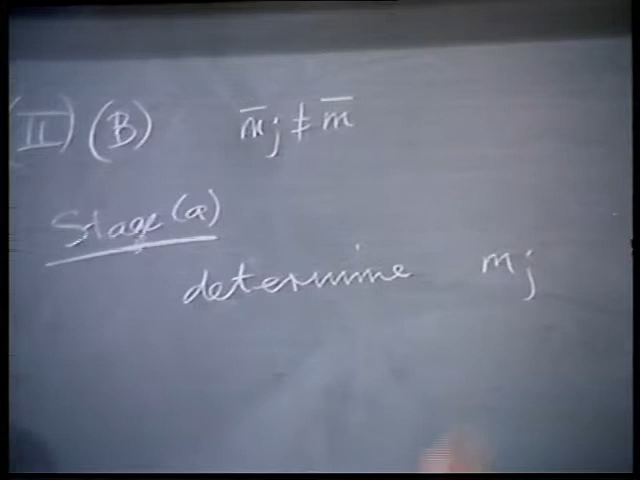 (II) (B) m̅j ≠ m̅
Stage (a)
determine mj